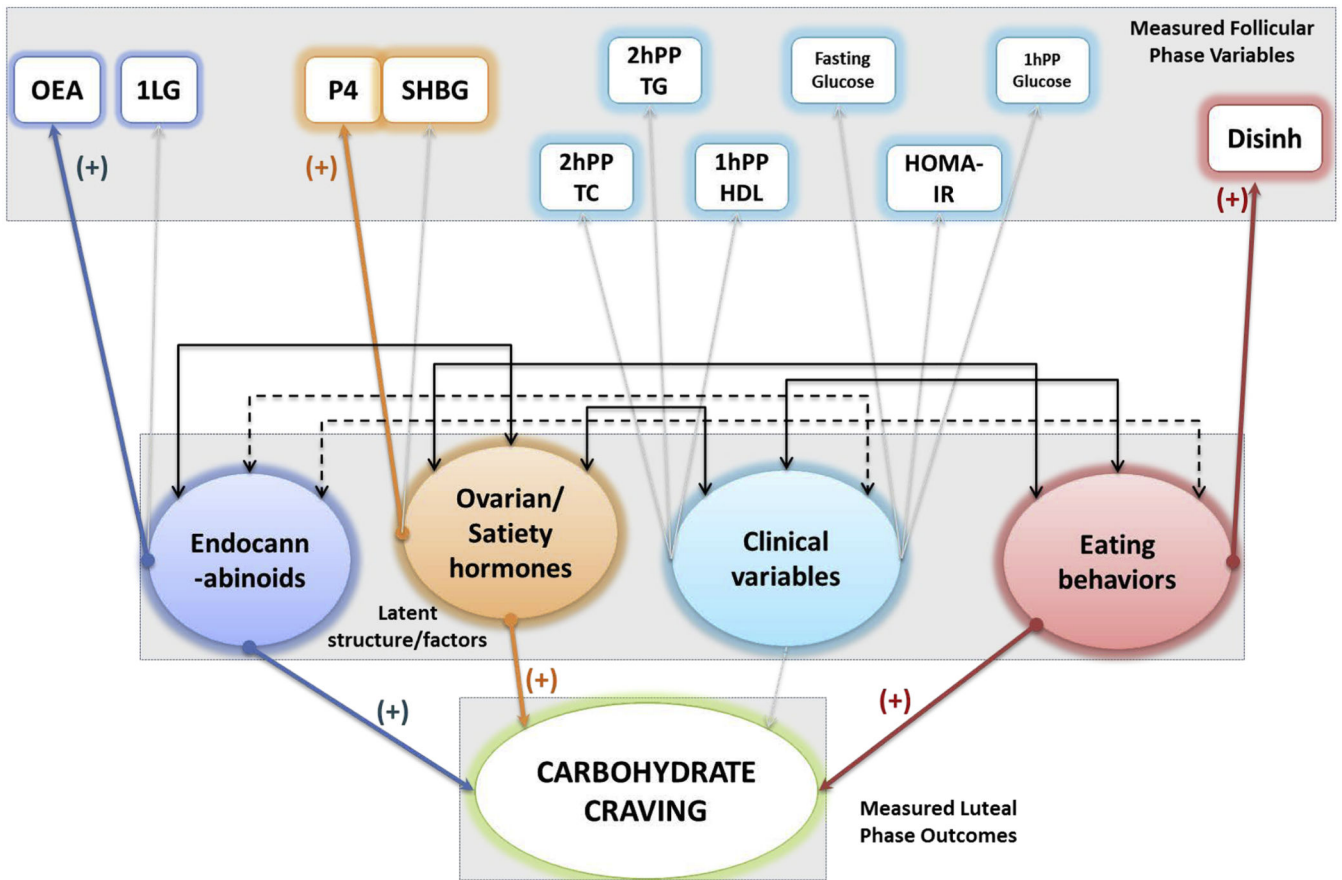 Measured Follicular
Phase Variables
OEA
1LG
P4
SHBG
2hPP
TG
Fasting
Glucose
1hPP
Glucose
Disinh
2hPP
TC
1hPP
HDL
HOMA-
IR
(+)
(+)
(+)
Endocann
-abinoids
Ovarian/
Satiety
hormones
Clinical
variables
Eating
behaviors
Latent
structure/factors
(+)
(+)
(+)
CARBOHYDRATE
CRAVING
Measured Luteal
Phase Outcomes